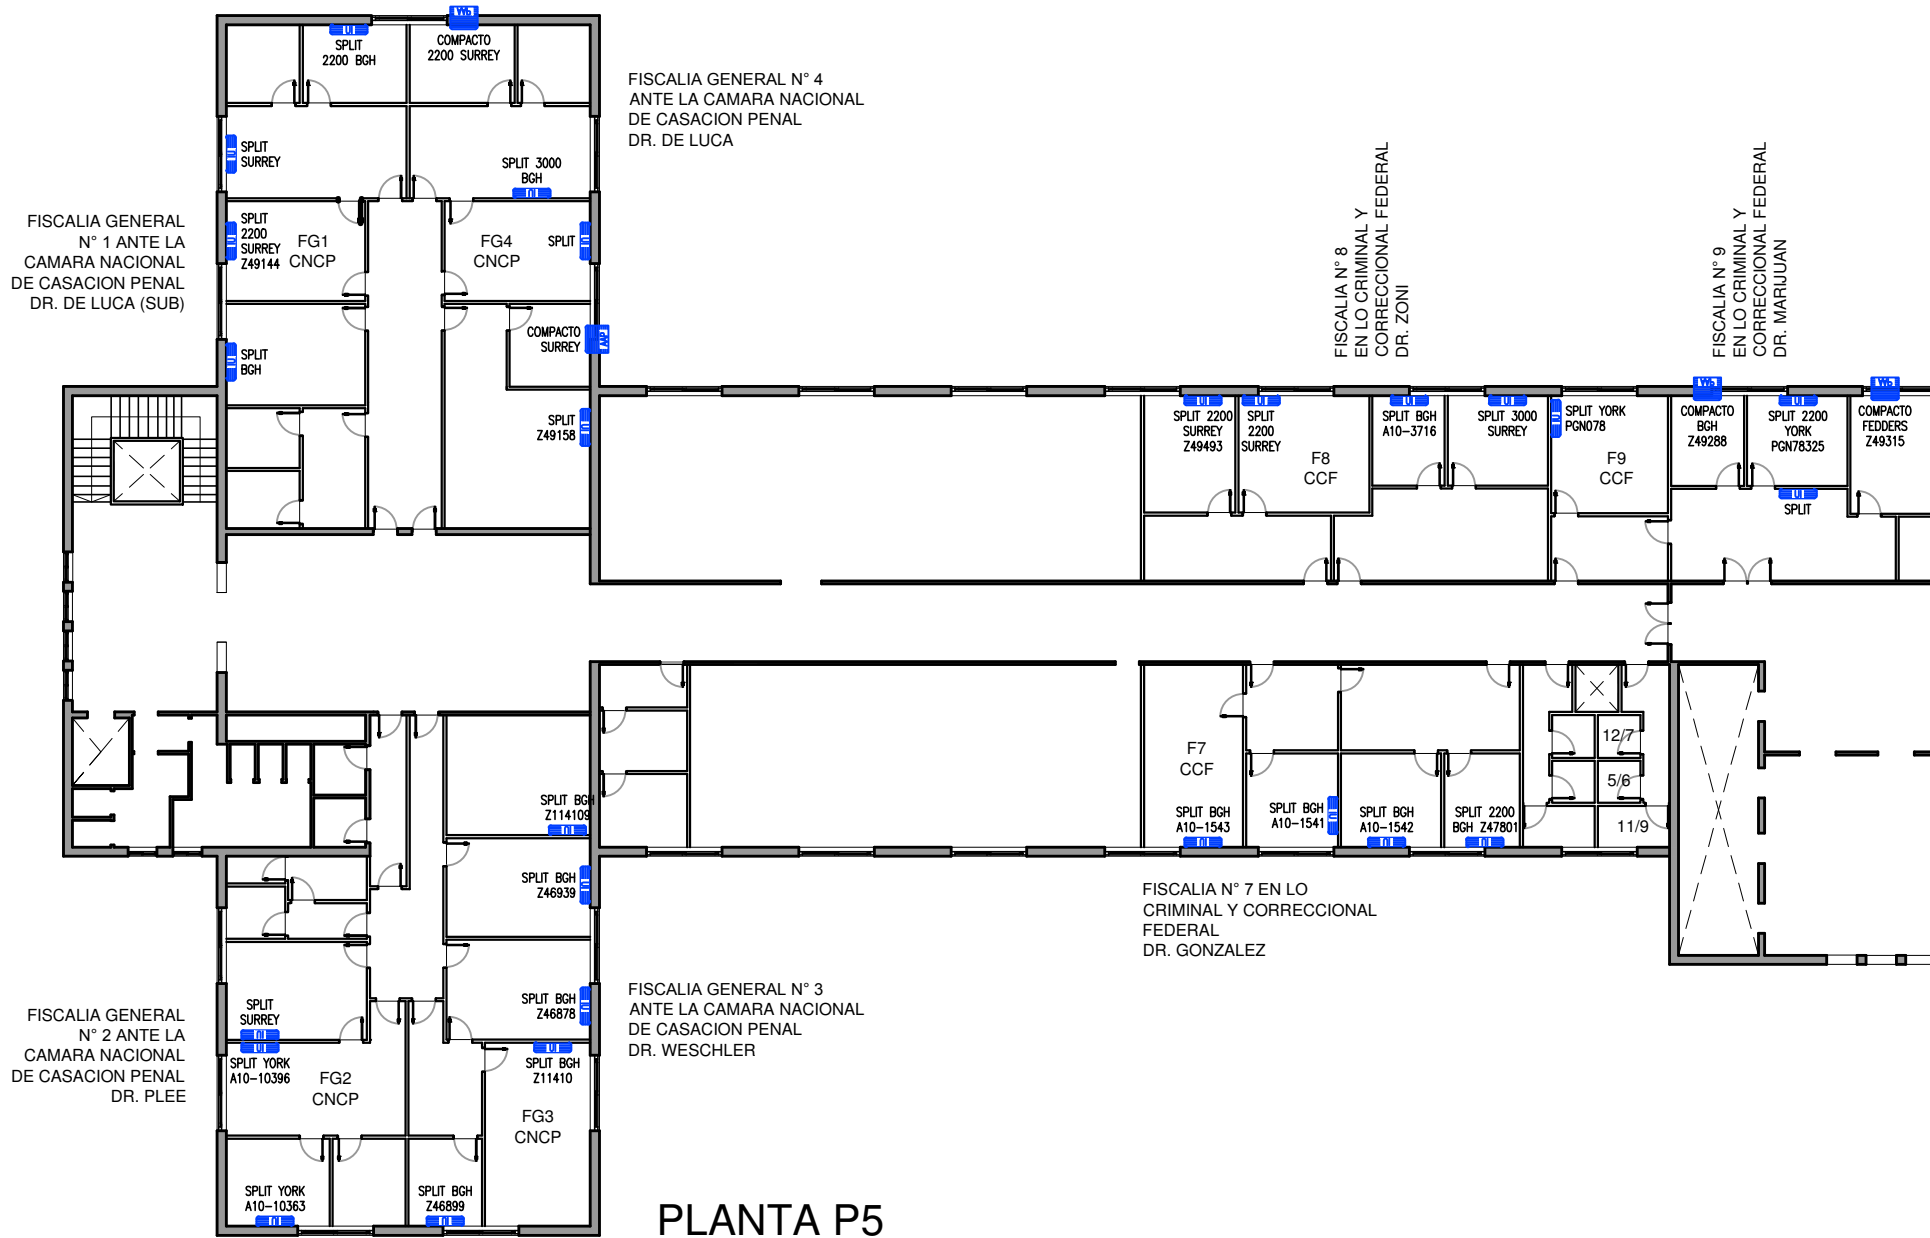 SPLIT
2200 BGH
COMPACTO
2200 SURREY
FISCALIA GENERAL N° 4
ANTE LA CAMARA NACIONAL
DE CASACION PENAL
DR. DE LUCA
SPLIT
SURREY
SPLIT 3000
BGH
FISCALIA GENERAL
N° 1 ANTE LA
CAMARA NACIONAL
DE CASACION PENAL
DR. DE LUCA (SUB)
SPLIT
2200
SURREY
Z49144
FG1
CNCP
FG4
CNCP
SPLIT
COMPACTO
SURREY
SPLIT
BGH
SPLIT
Z49158
FISCALIA N° 8
EN LO CRIMINAL Y
CORRECCIONAL FEDERAL
DR. ZONI
FISCALIA N° 9
EN LO CRIMINAL Y
CORRECCIONAL FEDERAL
DR. MARIJUAN
SPLIT 2200
SURREY
Z49493
SPLIT
2200
SURREY
F8
CCF
SPLIT BGH
A10-3716
SPLIT 3000
SURREY
SPLIT YORK
PGN078
F9
CCF
COMPACTO
BGH
Z49288
SPLIT 2200
YORK
PGN78325
COMPACTO
FEDDERS
Z49315
SPLIT
F7
CCF
SPLIT BGH
A10-1543
SPLIT BGH
A10-1541
SPLIT BGH
A10-1542
SPLIT 2200
BGH Z47801
12/7
5/6
11/9
FISCALIA N° 7 EN LO
CRIMINAL Y CORRECCIONAL
FEDERAL
DR. GONZALEZ
SPLIT BGH
Z114109
SPLIT BGH
Z46939
SPLIT BGH
Z46878
FISCALIA GENERAL N° 3
ANTE LA CAMARA NACIONAL
DE CASACION PENAL
DR. WESCHLER
FISCALIA GENERAL
N° 2 ANTE LA
CAMARA NACIONAL
DE CASACION PENAL
DR. PLEE
SPLIT
SURREY
SPLIT YORK
A10-10396
FG2
CNCP
SPLIT BGH
Z11410
FG3
CNCP
SPLIT YORK
A10-10363
SPLIT BGH
Z46899
PLANTA P5